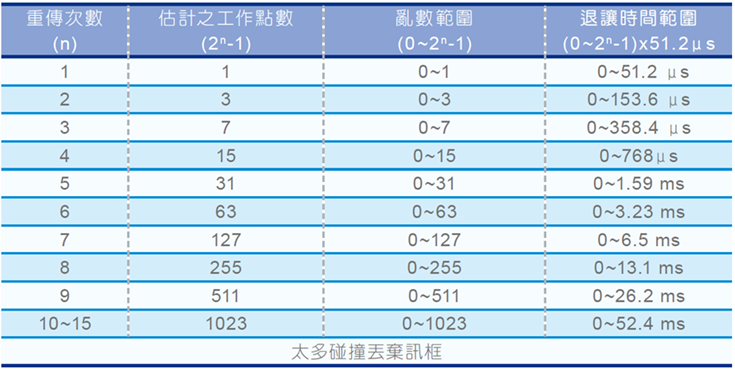 重傳次數 估計之工作點數 亂數範圍 退讓時間範圍
(n) (2ⁿ-1) (0~2ⁿ-1) (0~2ⁿ-1)x51.2μs
1 1 0~1 0~51.2 μs
2 3 0~3 0~153.6 μs
3 7 0~7 0~358.4 μs
4 15 0~15 0~768μs
5 31 0~31 0~1.59 ms
6 63 0~63 0~3.23 ms
7 127 0~127 0~6.5 ms
8 255 0~255 0~13.1 ms
9 511 0~511 0~26.2 ms
10~15 1023 0~1023 0~52.4 ms
太多碰撞丟棄訊框